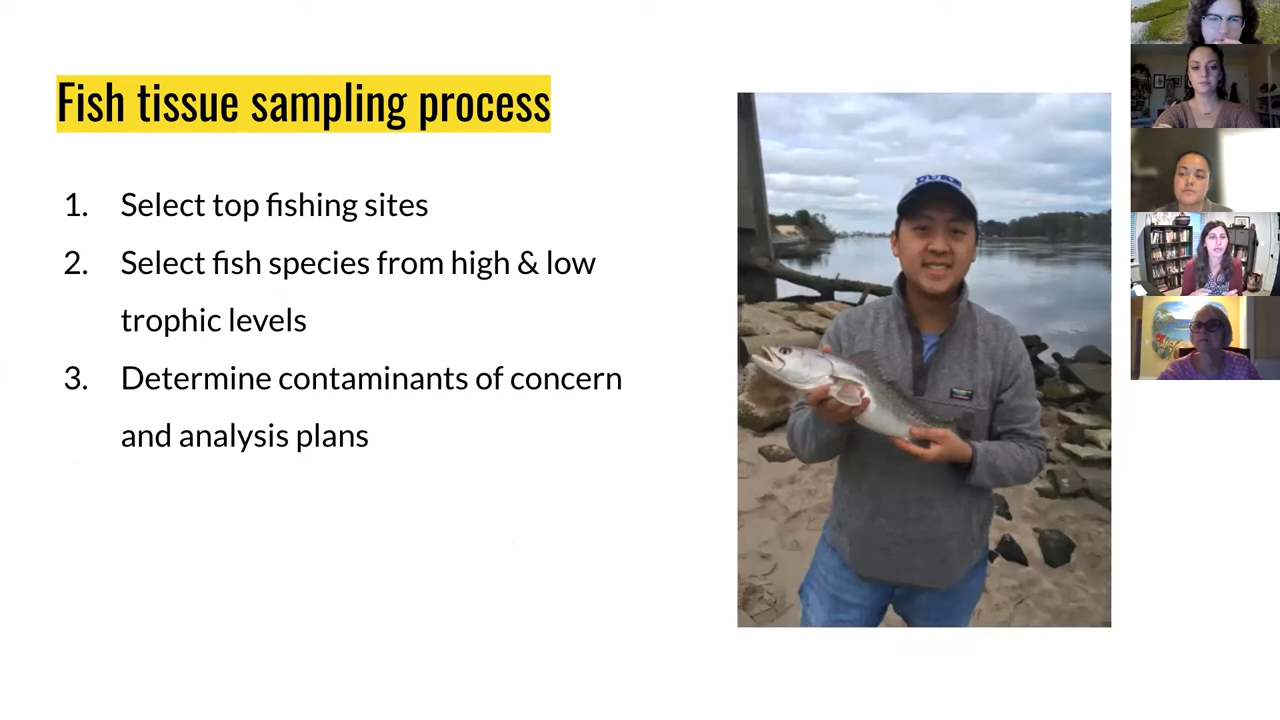 Fish tissue sampling process
1. Select top fishing sites
2. Select fish species from high & low
trophic levels
3. Determine contaminants of concern
and analysis plans
DUKE